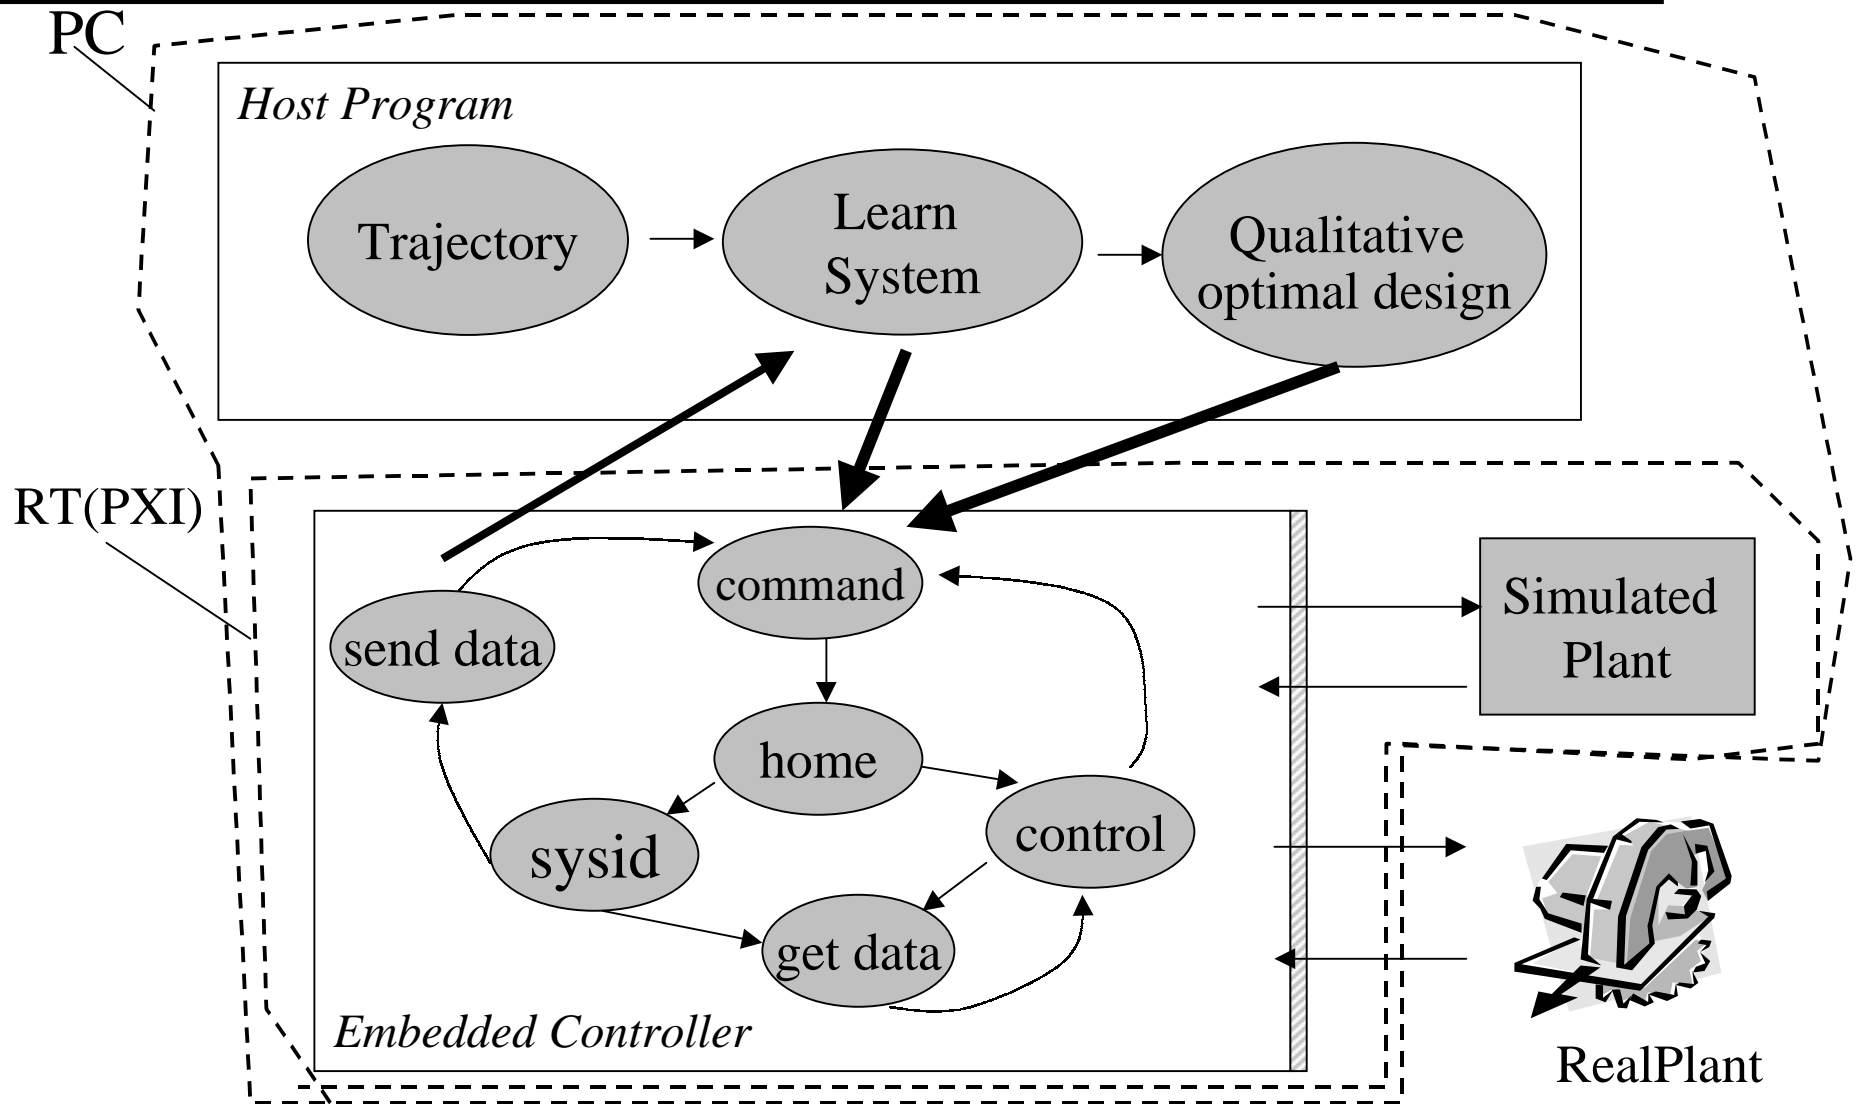 PC
Host Program
Trajectory
Learn
System
Qualitative
optimal design
RT(PXI)
command
send data
Simulated
Plant
home
control
sysid
get data
Embedded Controller
RealPlant